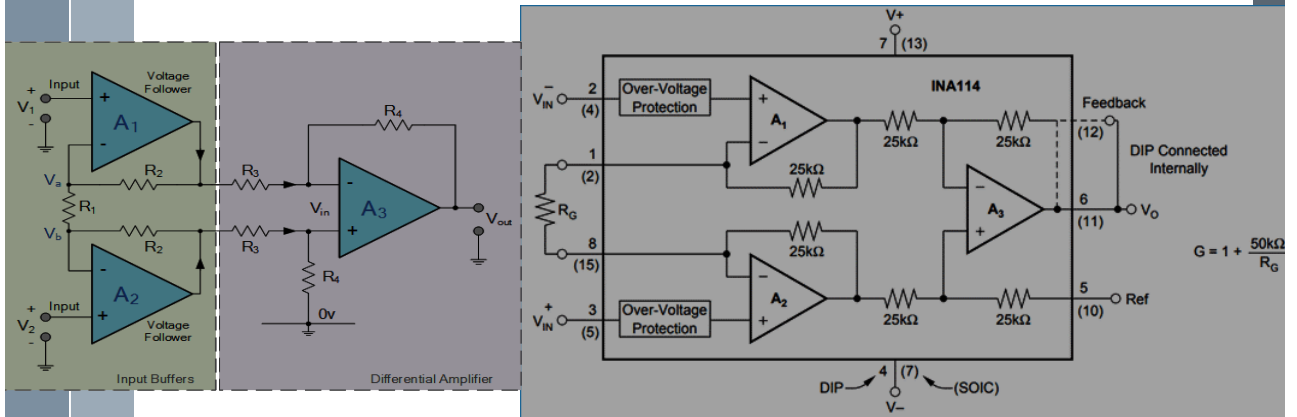 Input
Voltage
Follower
+
V1
-
+
A1
-
R4
Va
R2
R3
R1
-
Vin
A3
+
Vout
Vb
R2
R3
-
R4
A2
+
Input
+
V2
-
Voltage
Follower
0v
Input Buffers
Differential Amplifier
V+
7 (13)
INA114
V−IN
2
(4)
Over-Voltage
Protection
+
A1
−
25kΩ
25kΩ
Feedback
(12)
DIP Connected
Internally
1
(2)
25kΩ
RG
−
A3
+
6
(11)
VO
8
(15)
25kΩ
G = 1 + 50kΩ
RG
−
A2
+
5
(10)
Ref
V+IN
3
(5)
Over-Voltage
Protection
25kΩ
25kΩ
DIP
4 (7)
(SOIC)
V–